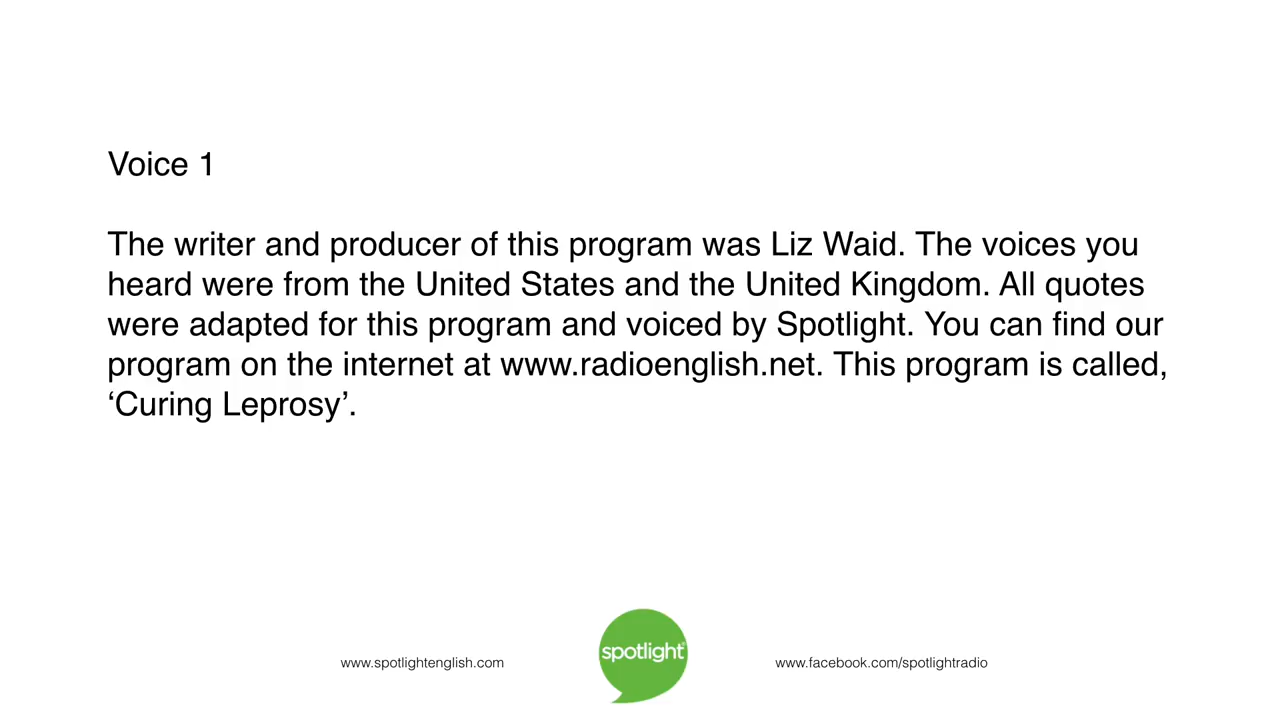 Voice 1
The writer and producer of this program was Liz Waid. The voices you
heard were from the United States and the United Kingdom. All quotes
were adapted for this program and voiced by Spotlight. You can find our
program on the internet at www.radioenglish.net. This program is called,
‘Curing Leprosy’.
www.spotlightenglish.com
spotlight®
www.facebook.com/spotlightradio